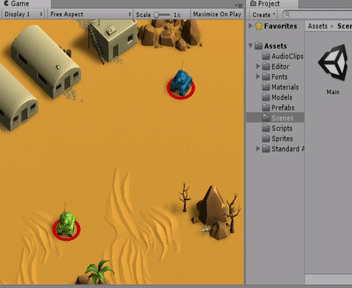 Game
Display 1
Free Aspect
Scale
1x
Maximize On Play
Project
Create
Favorites
Assets
AudioClips
Editor
Fonts
Materials
Models
Prefabs
Scenes
Scripts
Sprites
Standard A
Assets
Scen
Main